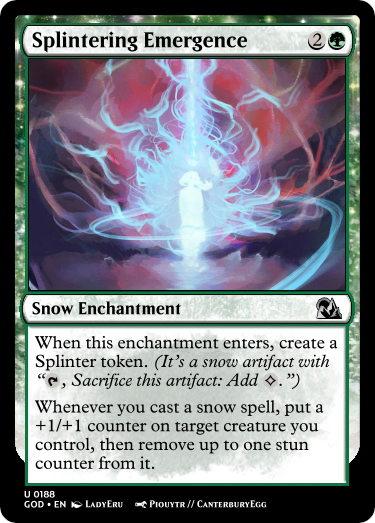 Splintering Emergence 2
Snow Enchantment
When this enchantment enters, create a
Splinter token. (It's a snow artifact with
“, Sacrifice this artifact: Add .”)
Whenever you cast a snow spell, put a
+1/+1 counter on target creature you
control, then remove up to one stun
counter from it.
U 0188
GOD • EN LadyEru Piouytr // CanterburyEgg